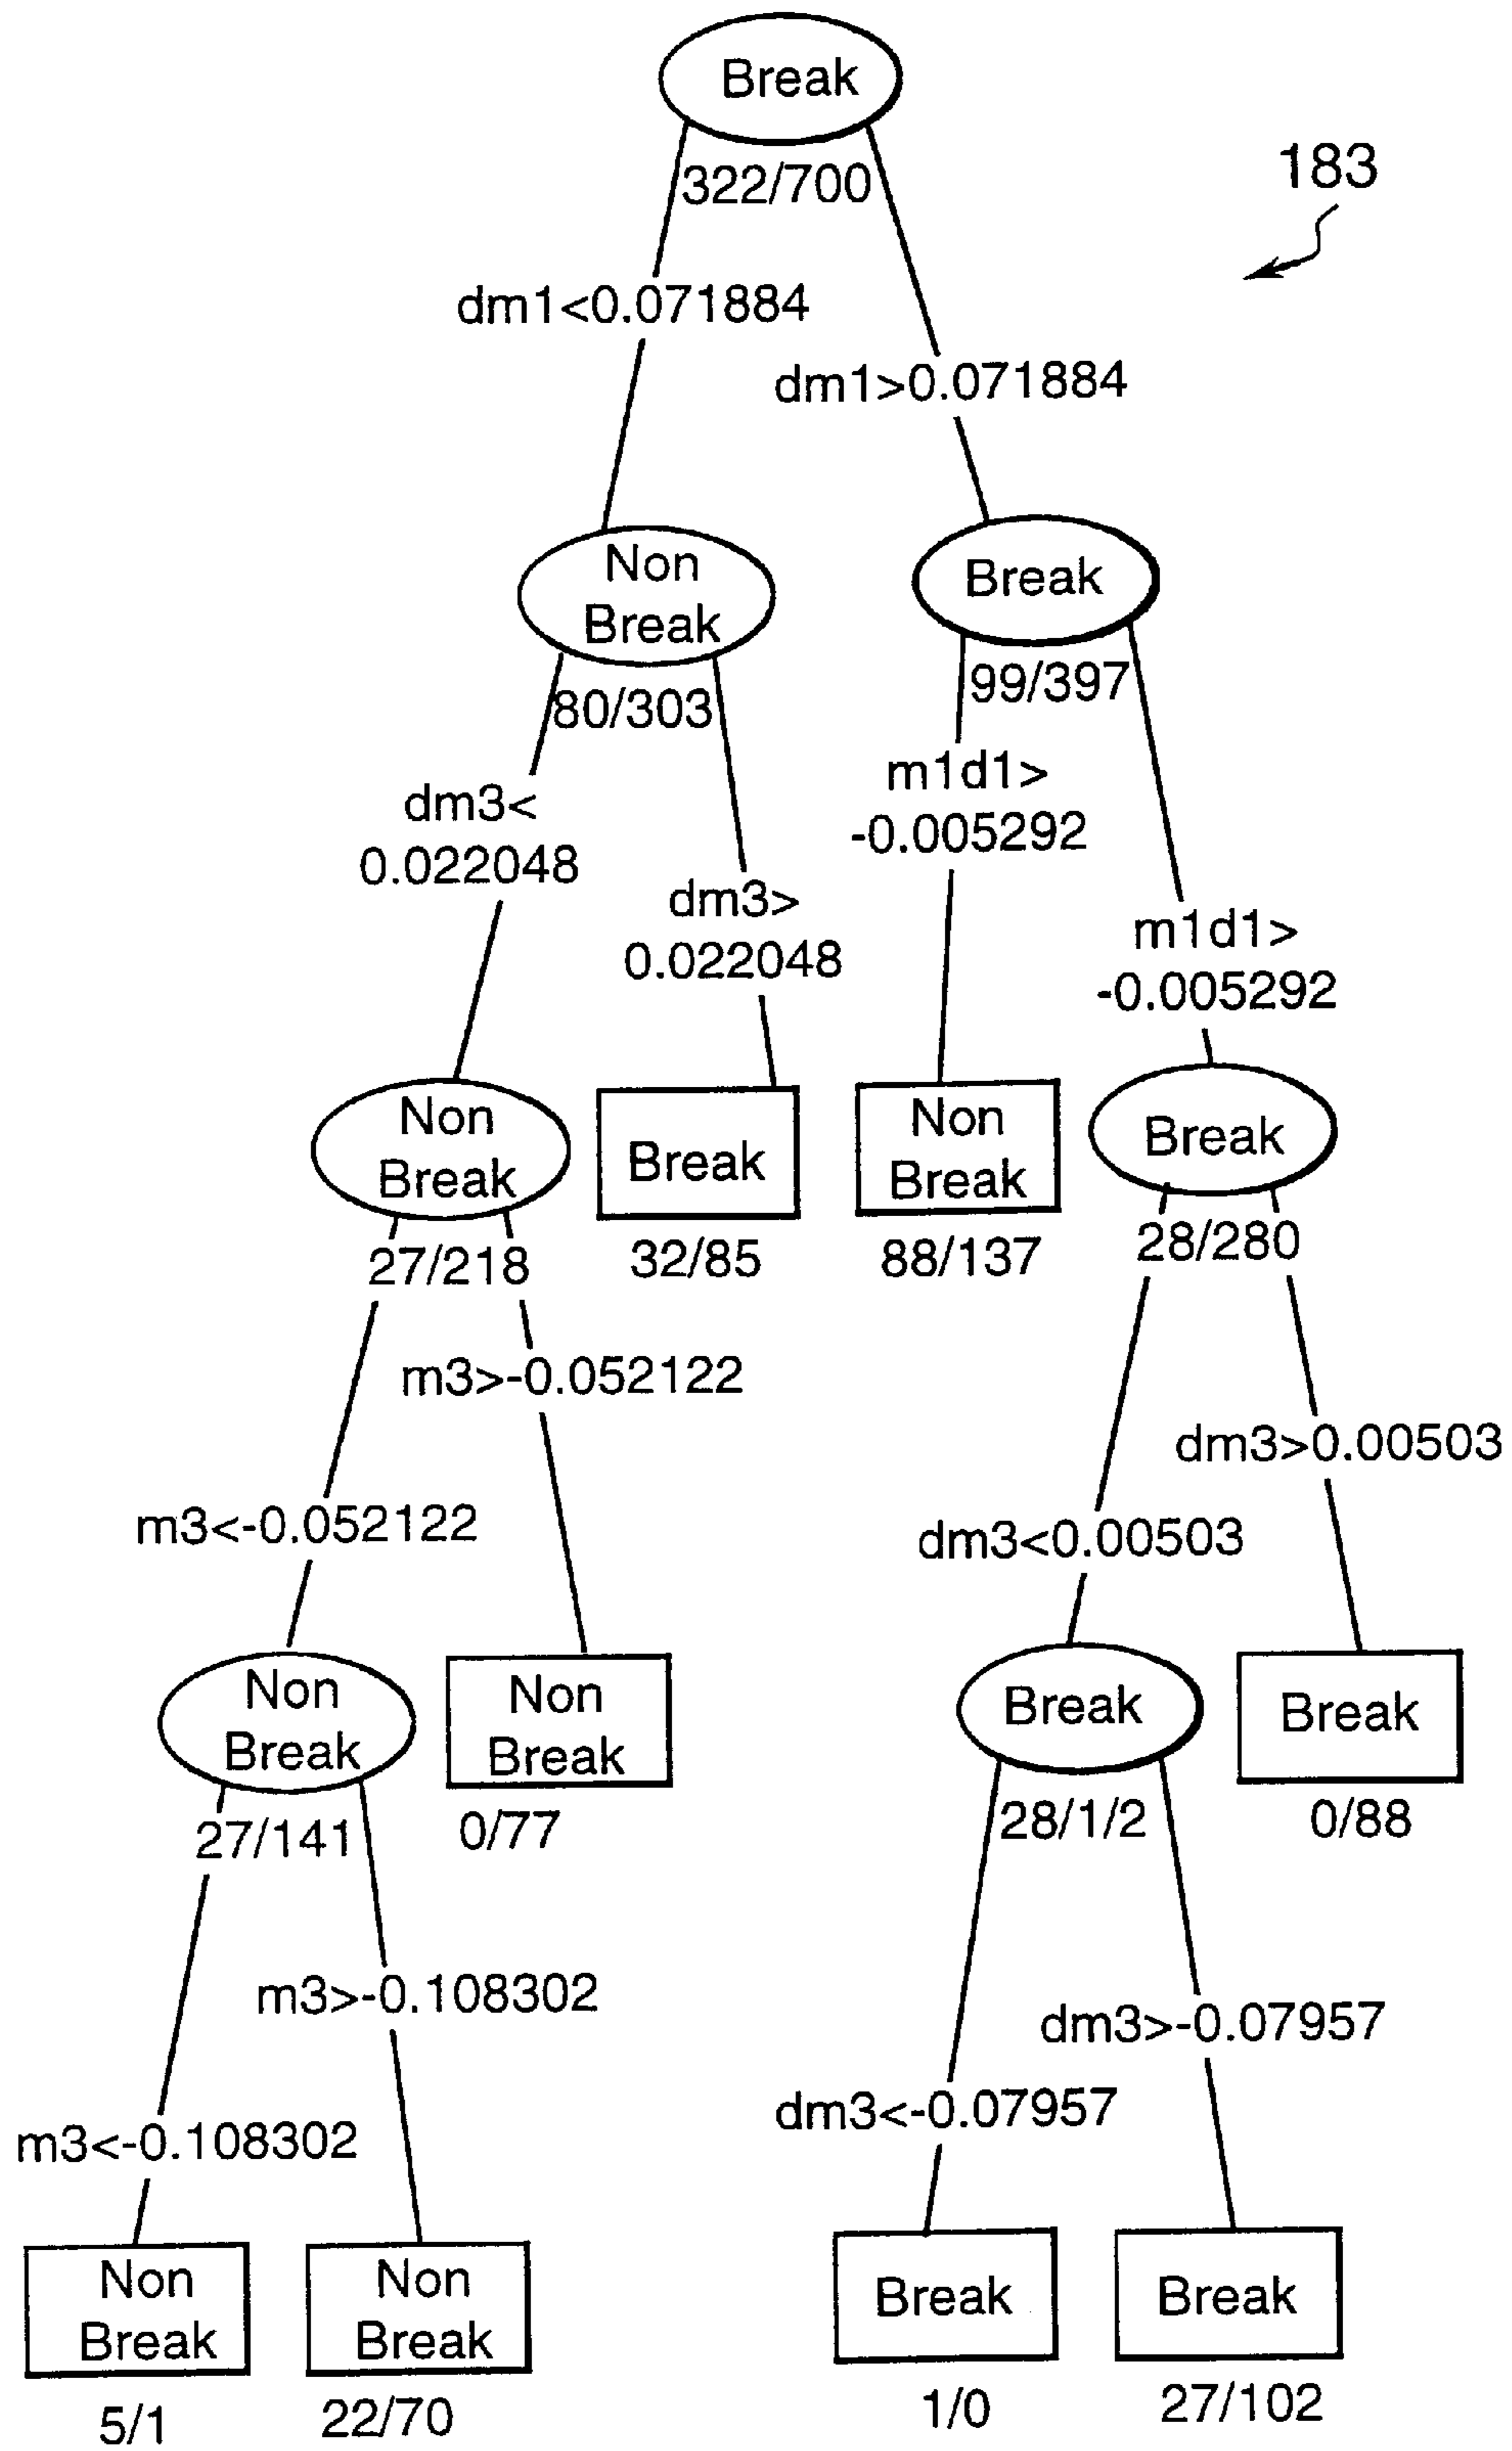 Break
322/700
183
dm1<0.071884
dm1>0.071884
Non
Break
80/303
Break
99/397
dm3<
0.022048
dm3>
0.022048
m1d1>
-0.005292
m1d1>
-0.005292
Non
Break
27/218
Break
32/85
Non
Break
88/137
Break
28/280
m3>-0.052122
m3<-0.052122
dm3>0.00503
dm3<0.00503
Non
Break
27/141
Non
Break
0/77
Break
28/1/2
Break
0/88
m3>-0.108302
m3<-0.108302
dm3>-0.07957
dm3<-0.07957
Non
Break
5/1
Non
Break
22/70
Break
1/0
Break
27/102